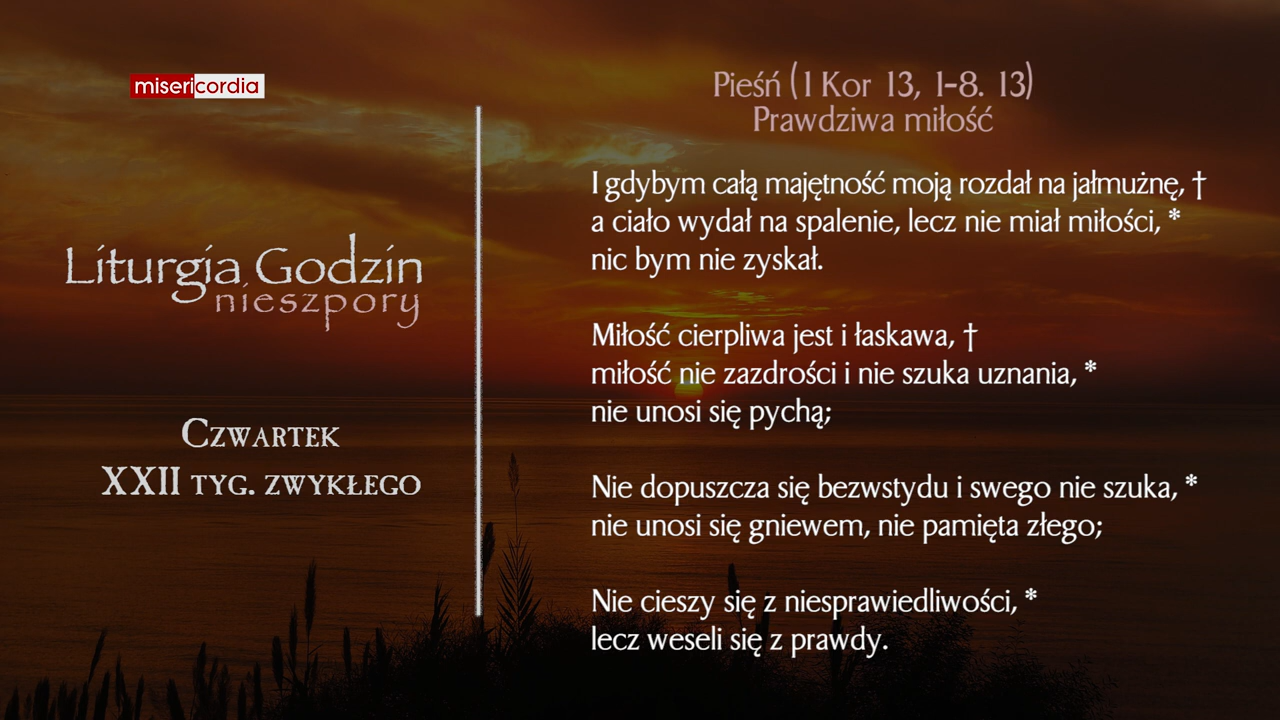 misericordia
Liturgia Godzin
nieszpory
Czwartek
XXII tyg. zwykłego
Pieśń (1 Kor 13, 1-8. 13)
Prawdziwa miłość
I gdybym całą majętność moją rozdał na jałmużnę, †
a ciało wydał na spalenie, lecz nie miał miłości, *
nic bym nie zyskał.
Miłość cierpliwa jest i łaskawa, †
miłość nie zazdrości i nie szuka uznania, *
nie unosi się pychą;
Nie dopuszcza się bezwstydu i swego nie szuka, *
nie unosi się gniewem, nie pamięta złego;
Nie cieszy się z niesprawiedliwości, *
lecz weseli się z prawdy.